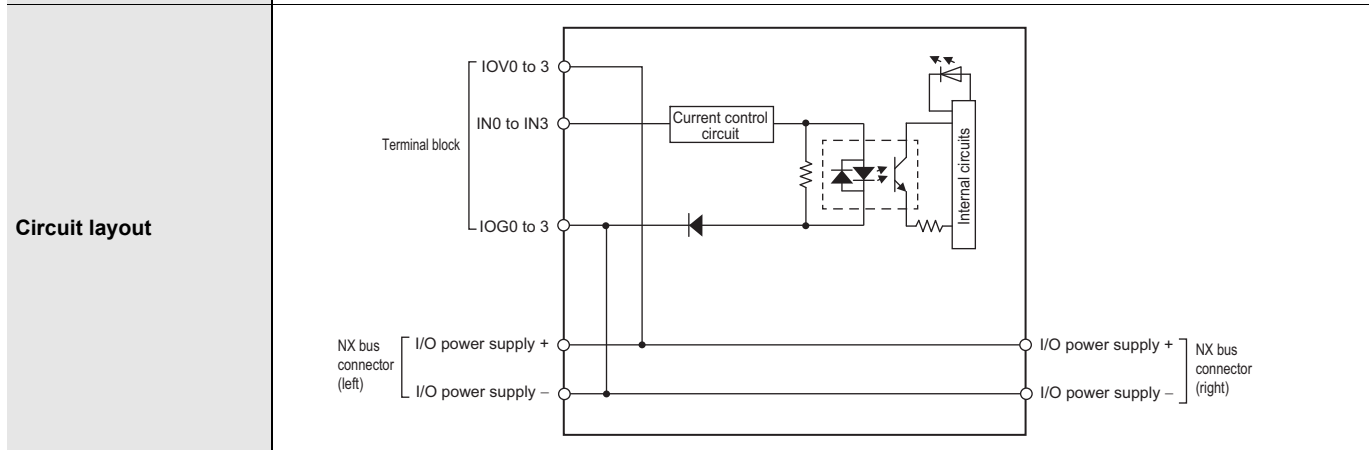 Circuit layout
Terminal block
IOV0 to 3
IN0 to IN3
IOG0 to 3
Current control
circuit
Internal circuits
NX bus
connector
(left)
I/O power supply +
I/O power supply −
I/O power supply +
I/O power supply −
NX bus
connector
(right)